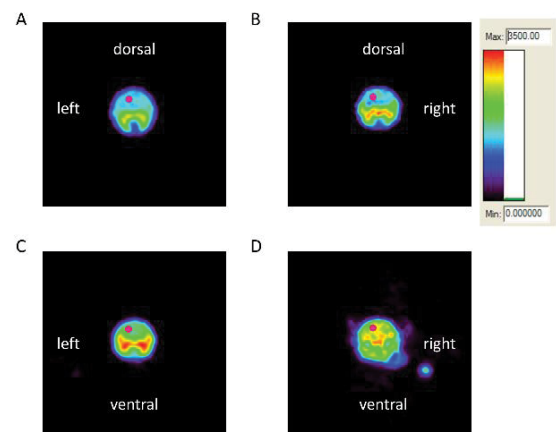 A
B
dorsal
dorsal
left
right
Max: 3500.00
Min: 0.000000
C
D
left
right
ventral
ventral